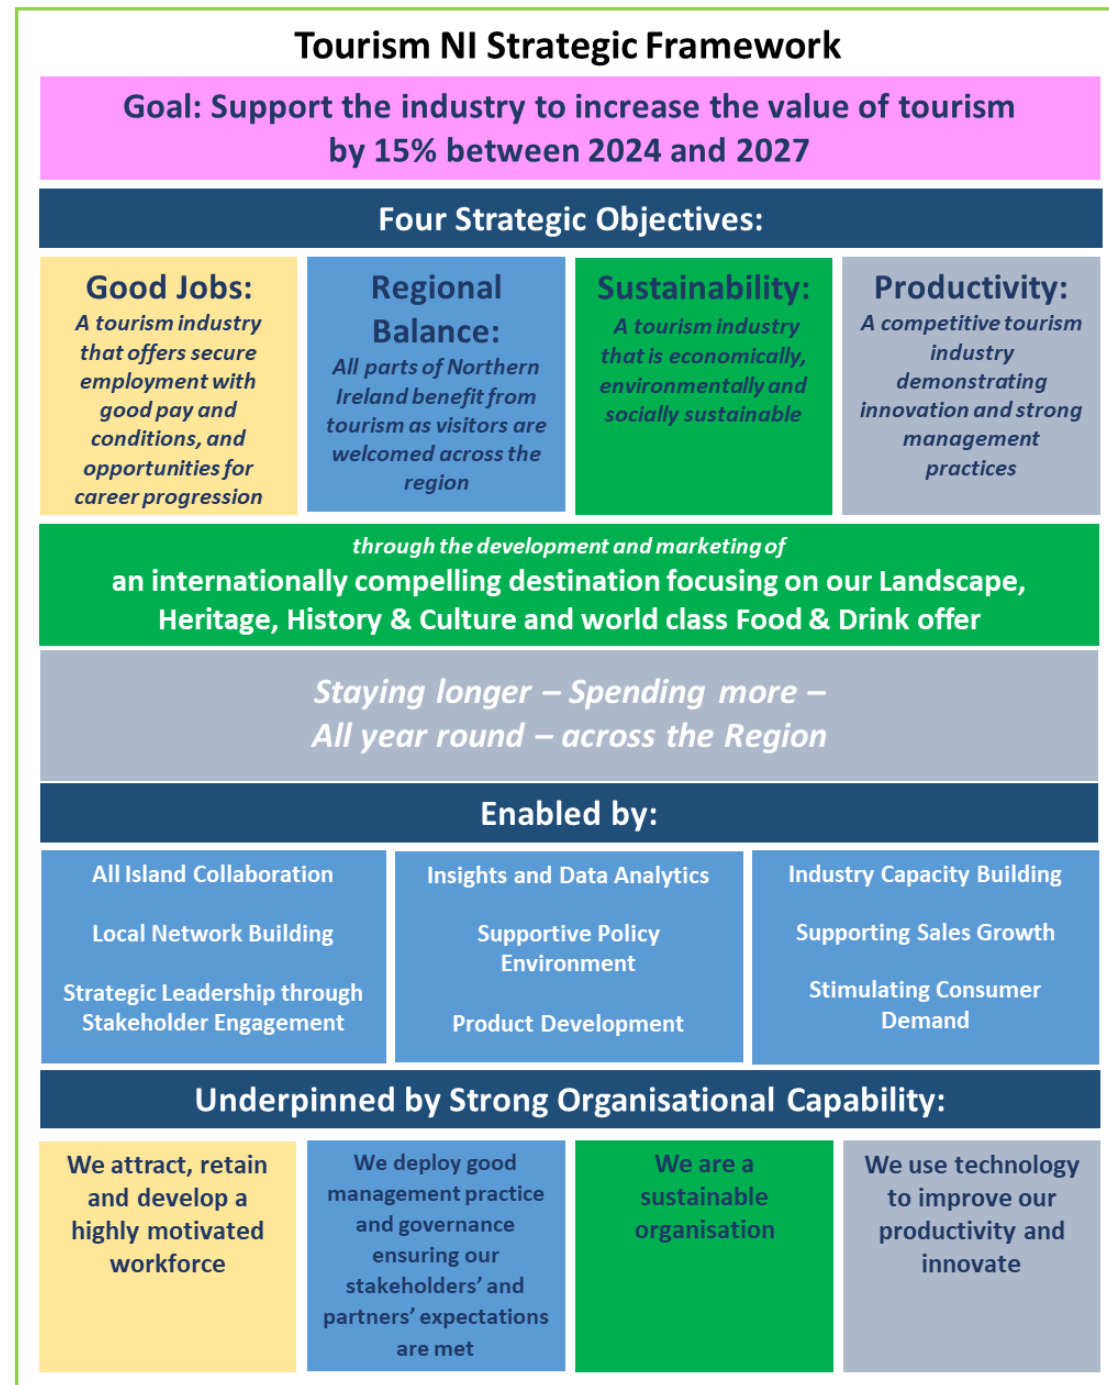 Tourism NI Strategic Framework
Goal: Support the industry to increase the value of tourism
by 15% between 2024 and 2027
Four Strategic Objectives:
Good Jobs:
A tourism industry
that offers secure
employment with
good pay and
conditions, and
opportunities for
career progression
Regional
Balance:
All parts of Northern
Ireland benefit from
tourism as visitors are
welcomed across the
region
Sustainability:
A tourism industry
that is economically,
environmentally and
socially sustainable
Productivity:
A competitive tourism
industry
demonstrating
innovation and strong
management
practices
through the development and marketing of
an internationally compelling destination focusing on our Landscape,
Heritage, History & Culture and world class Food & Drink offer
Staying longer – Spending more –
All year round – across the Region
Enabled by:
All Island Collaboration
Local Network Building
Strategic Leadership through
Stakeholder Engagement
Insights and Data Analytics
Supportive Policy
Environment
Product Development
Industry Capacity Building
Supporting Sales Growth
Stimulating Consumer
Demand
Underpinned by Strong Organisational Capability:
We attract, retain
and develop a
highly motivated
workforce
We deploy good
management practice
and governance
ensuring our
stakeholders’ and
partners’ expectations
are met
We are a
sustainable
organisation
We use technology
to improve our
productivity and
innovate